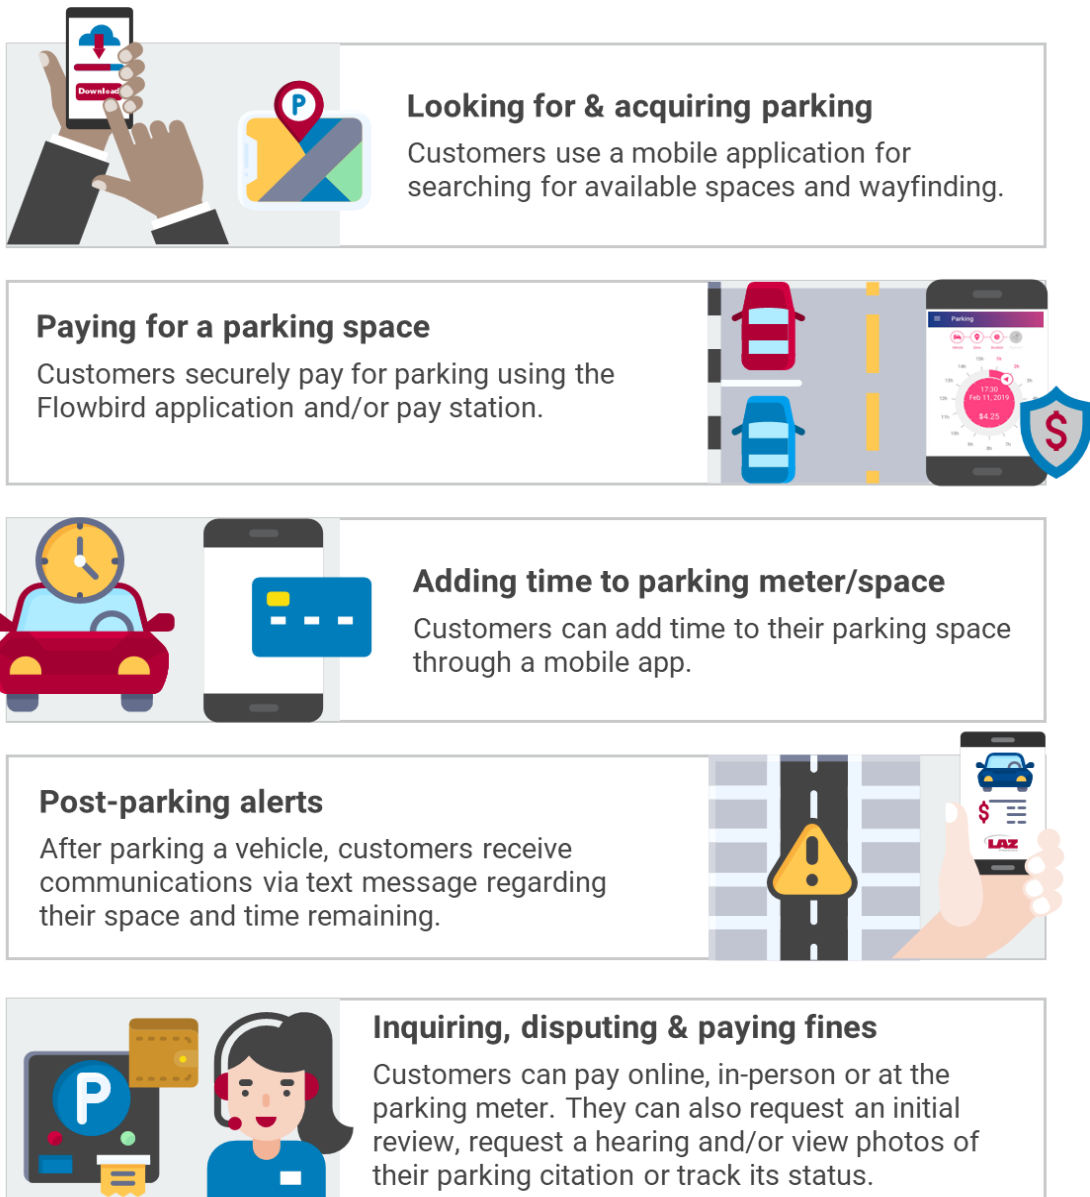 Download
P
Looking for & acquiring parking
Customers use a mobile application for
searching for available spaces and wayfinding.
Paying for a parking space
Customers securely pay for parking using the
Flowbird application and/or pay station.
Parking
17:30
Feb 11, 2019
$4.25
$
Adding time to parking meter/space
Customers can add time to their parking space
through a mobile app.
Post-parking alerts
After parking a vehicle, customers receive
communications via text message regarding
their space and time remaining.
$
LAZ
P
Inquiring, disputing & paying fines
Customers can pay online, in-person or at the
parking meter. They can also request an initial
review, request a hearing and/or view photos of
their parking citation or track its status.